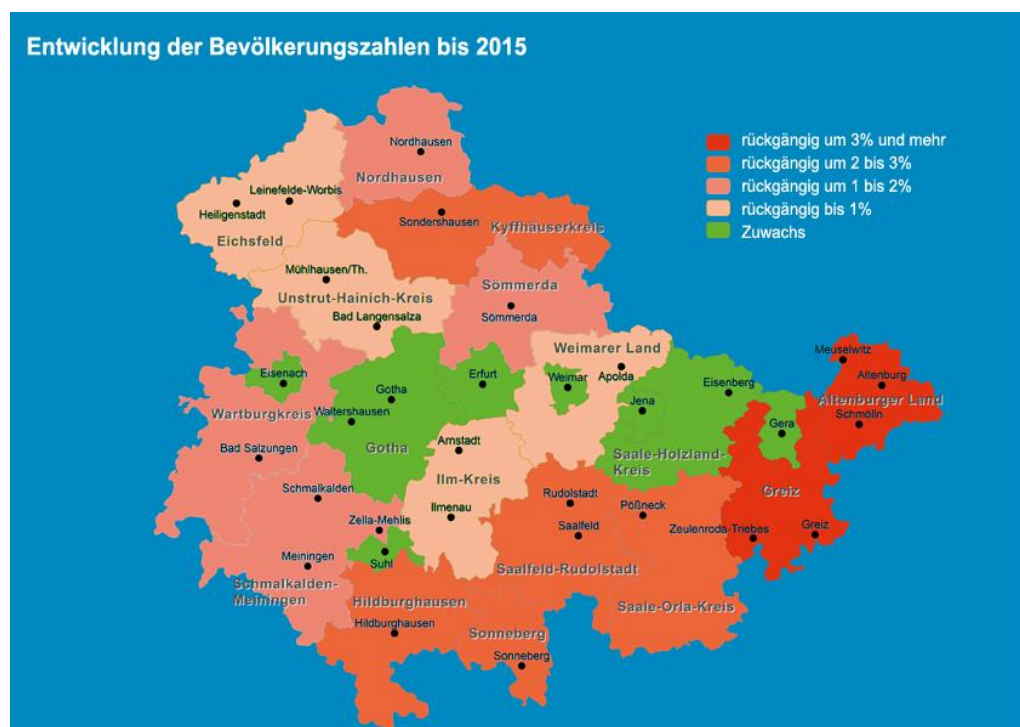 Entwicklung der Bevölkerungszahlen bis 2015
rückgängig um 3% und mehr
rückgängig um 2 bis 3%
rückgängig um 1 bis 2%
rückgängig bis 1%
Zuwachs
Nordhausen
Nordhausen
Leinefelde-Worbis
Heiligenstadt
Eichsfeld
Sondershausen
Kyffhäuserkreis
Mühlhausen/Th.
Unstrut-Hainich-Kreis
Bad Langensalza
Sömmerda
Sömmerda
Weimarer Land
Apolda
Weimar
Eisenach
Gotha
Erfurt
Waltershausen
Gotha
Wartburgkreis
Bad Salzungen
Jena
Eisenberg
Saale-Holzland-
Kreis
Gera
Meuselwitz
Altenburg
Altenburger Land
Schmölln
Greiz
Greiz
Zeulenroda-Triebes
Arnstadt
Ilm-Kreis
Ilmenau
Schmalkalden
Zella-Mehlis
Suhl
Meiningen
Schmalkalden-
Meiningen
Rudolstadt
Saalfeld
Saalfeld-Rudolstadt
Pößneck
Saale-Orla-Kreis
Hildburghausen
Hildburghausen
Sonneberg
Sonneberg